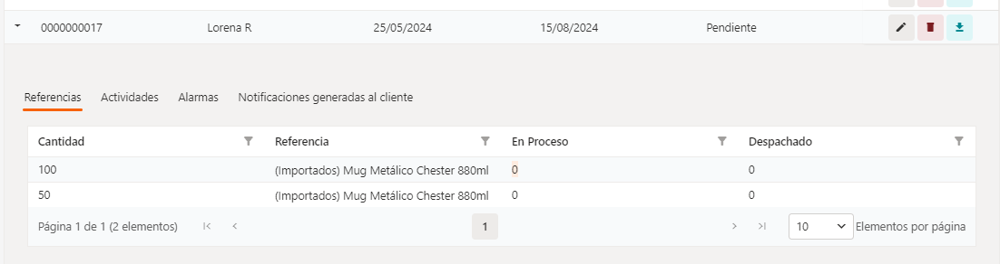 0000000017 Lorena R 25/05/2024 15/08/2024 Pendiente
Referencias Actividades Alarmas Notificaciones generadas al cliente
Cantidad Referencia En Proceso Despachado
100 (Importados) Mug Metálico Chester 880ml 0 0
50 (Importados) Mug Metálico Chester 880ml 0 0
Página 1 de 1 (2 elementos) 1 10 Elementos por página